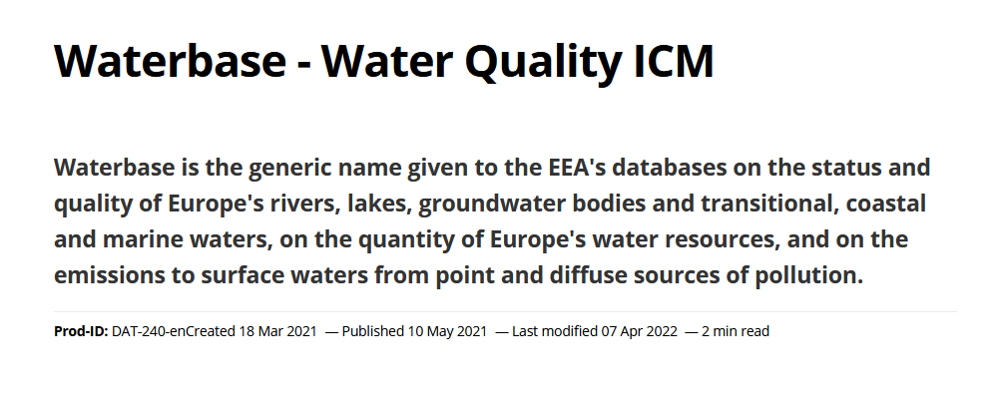 Waterbase - Water Quality ICM
Waterbase is the generic name given to the EEA's databases on the status and
quality of Europe's rivers, lakes, groundwater bodies and transitional, coastal
and marine waters, on the quantity of Europe's water resources, and on the
emissions to surface waters from point and diffuse sources of pollution.
Prod-ID: DAT-240-enCreated 18 Mar 2021 — Published 10 May 2021 — Last modified 07 Apr 2022 — 2 min read